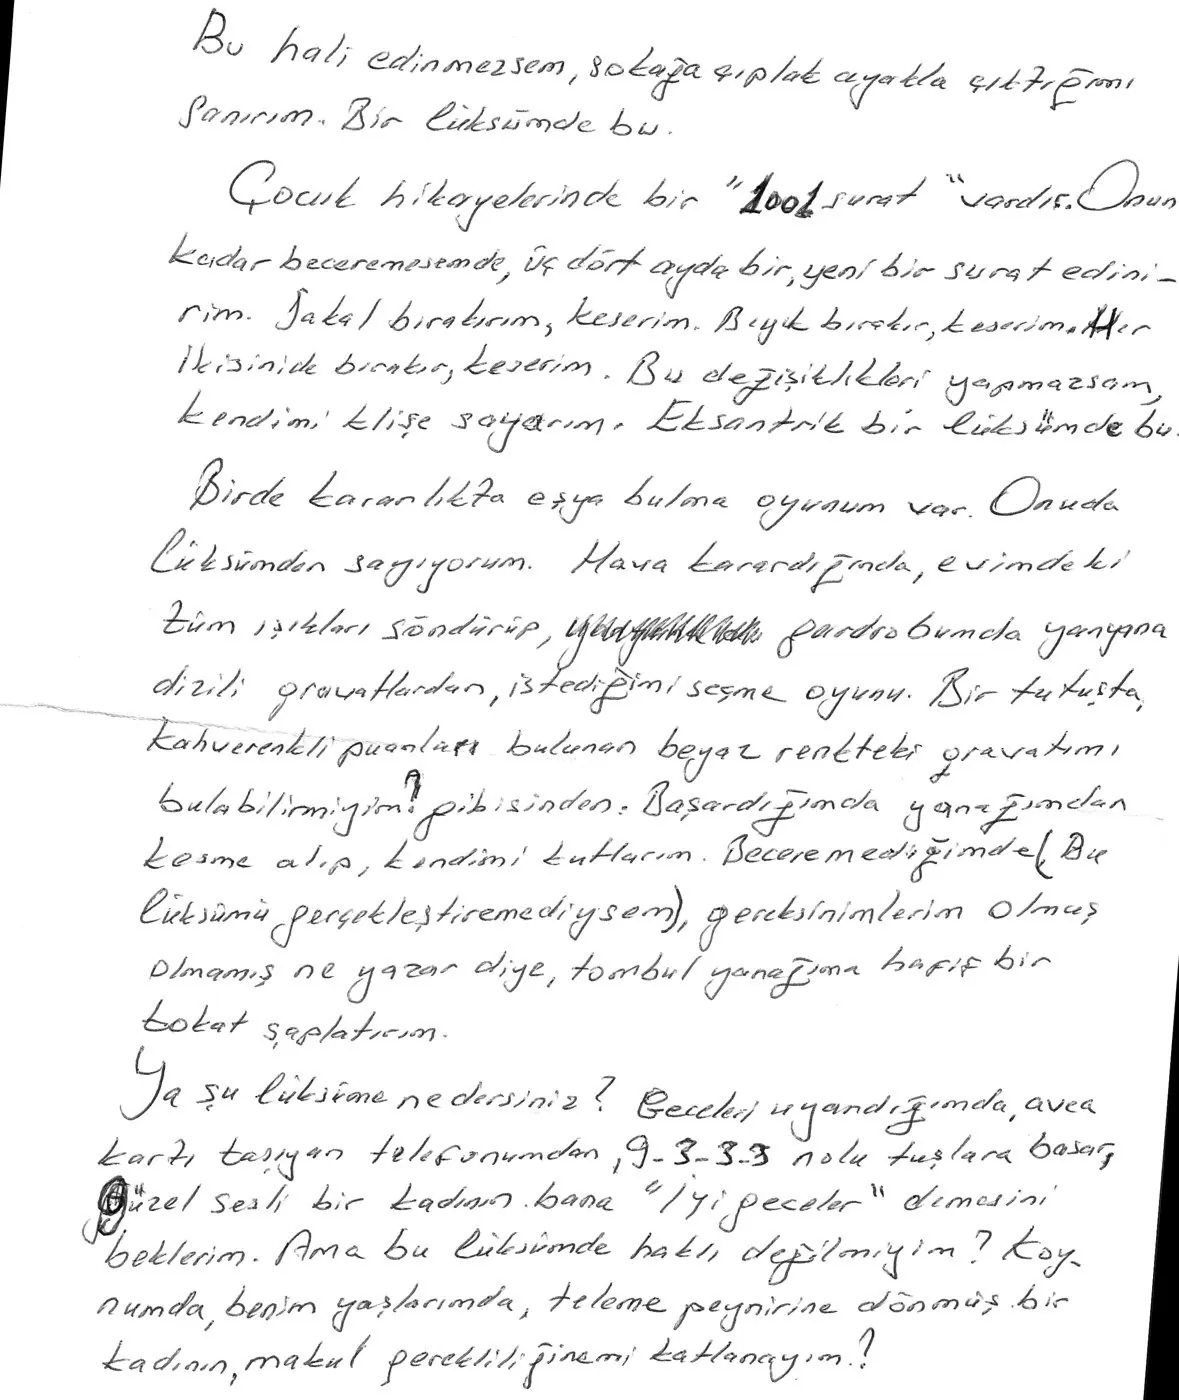 Bu hali edinmezsem, sokağa çıplak ayakla çıktığımı
sanırım. Bir lüksümde bu.
Çocuk hikayelerinde bir "1001 surat" vardır. Onun
kadar beceremesemde, üç dört ayda bir, yeni bir surat edini-
rim. Sakal bırakırım, keserim. Bıyık bırakır, keserim. Her
ikisinide bırakır, keserim. Bu değişiklikleri yapmazsam,
kendimi klişe sayarım. Eksantrik bir lüksümde bu.
Birde karanlıkta eşya bulma oyunum var. Onuda
lüksümden sayıyorum. Hava karardığında, evimdeki
tüm ışıkları söndürüp, gardrobumda yanyana
dizili gravatlardan, istediğimi seçme oyunu. Bir tutuşta,
kahverenkli puanları bulunan beyaz renkteki gravatımı
bulabilirmiyim? gibisinden. Başardığımda yanağımdan
kesme alıp, kendimi kutlarım. Beceremediğimde (Bu
lüksümü gerçekleştiremediysem), gereksinimlerim olmuş
olmamış ne yazar diye, tombul yanağıma hafif bir
tokat şaplatırım.
Ya şu lüksüme nedersiniz? Geceleri uyandığımda, avea
kartı taşıyan telefonumdan, 9-3-3-3 nolu tuşlara basar,
güzel sesli bir kadının bana "İyi geceler" demesini
beklerim. Ama bu lüksümde haklı değilmiyim? Koy-
numda, benim yaşlarımda, teleme peynirine dönmüş bir
kadının, makul gerekliliğinemi katlanayım?